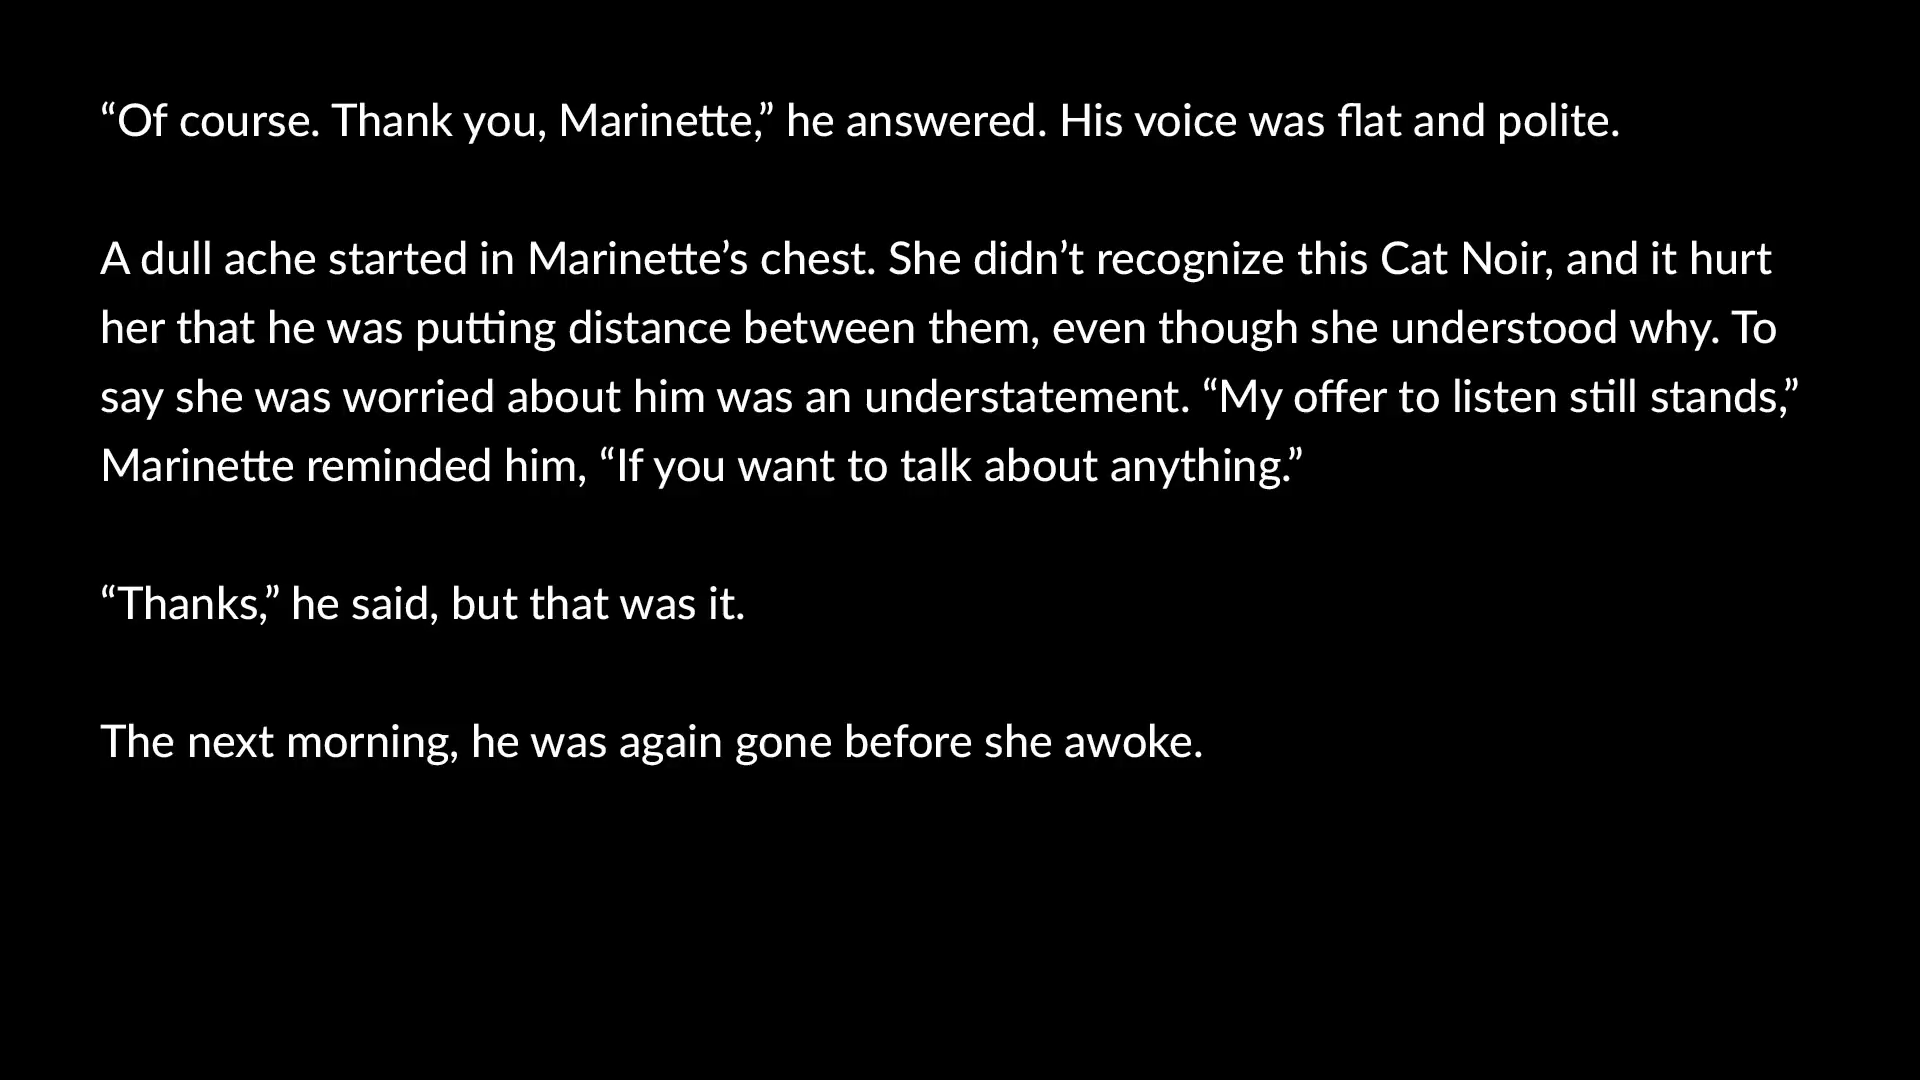 “Of course. Thank you, Marinette,” he answered. His voice was flat and polite.
A dull ache started in Marinette’s chest. She didn’t recognize this Cat Noir, and it hurt
her that he was putting distance between them, even though she understood why. To
say she was worried about him was an understatement. “My offer to listen still stands,”
Marinette reminded him, “If you want to talk about anything.”
“Thanks,” he said, but that was it.
The next morning, he was again gone before she awoke.